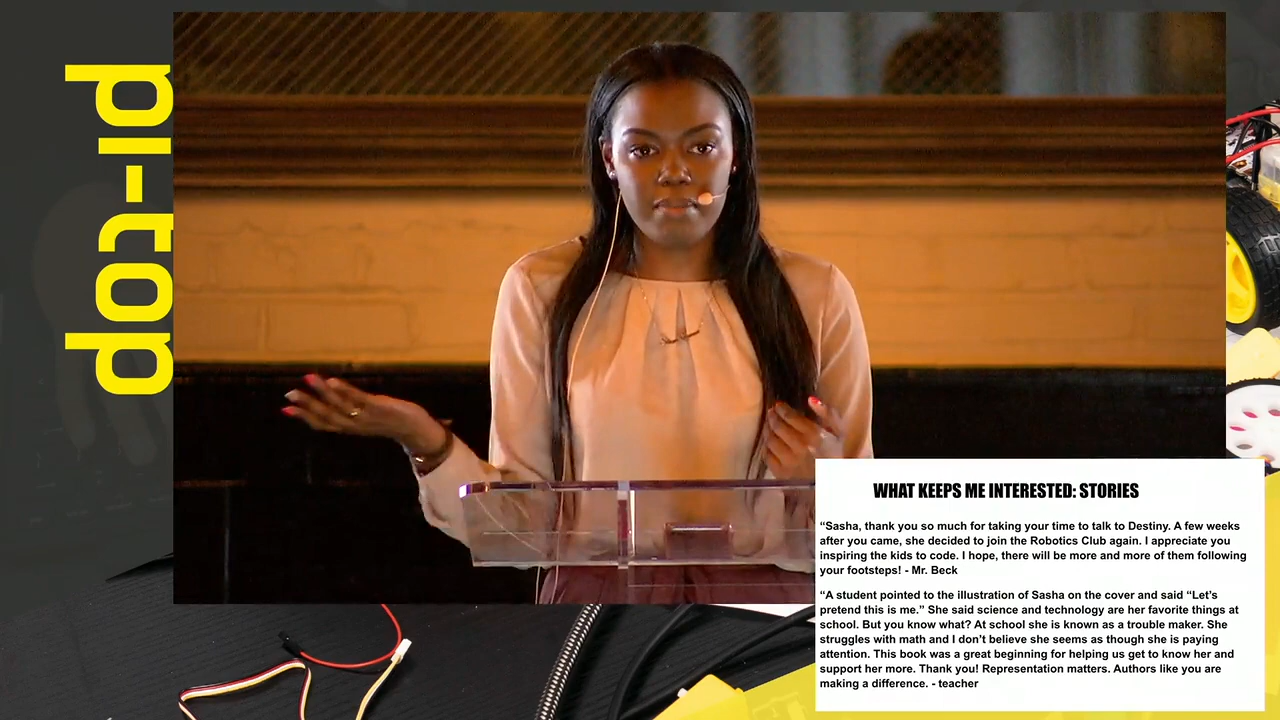 pi-top
WHAT KEEPS ME INTERESTED: STORIES
“Sasha, thank you so much for taking your time to talk to Destiny. A few weeks
after you came, she decided to join the Robotics Club again. I appreciate you
inspiring the kids to code. I hope, there will be more and more of them following
your footsteps! - Mr. Beck
“A student pointed to the illustration of Sasha on the cover and said “Let’s
pretend this is me.” She said science and technology are her favorite things at
school. But you know what? At school she is known as a trouble maker. She
struggles with math and I don’t believe she seems as though she is paying
attention. This book was a great beginning for helping us get to know her and
support her more. Thank you! Representation matters. Authors like you are
making a difference. - teacher